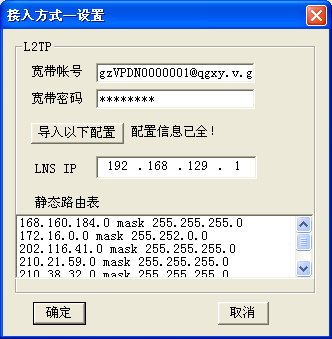 接入方式—设置
L2TP
宽带帐号 gzVPDN0000001@qgxy.v.g
宽带密码 ********
导入以下配置 配置信息已全!
LNS IP 192 . 168 . 129 . 1
静态路由表
168.160.184.0 mask 255.255.255.0
172.16.0.0 mask 255.252.0.0
202.116.41.0 mask 255.255.255.0
210.21.59.0 mask 255.255.255.0
210.38.32.0 mask 255.255.255.0
确定 取消